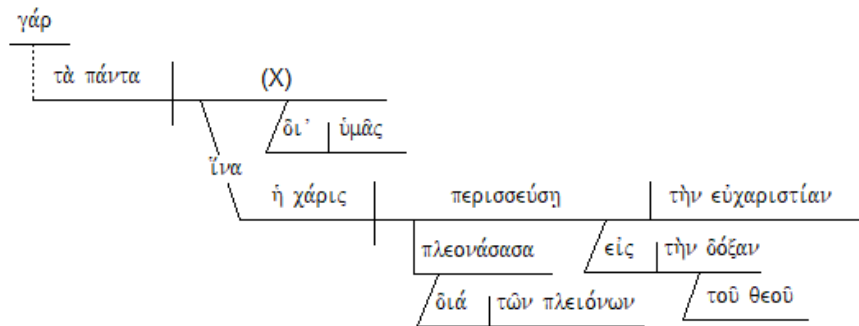 γάρ
τὰ πάντα (X)
δι’ ὑμᾶς
ἵνα
ἡ χάρις περισσεύσῃ τὴν εὐχαριστίαν
πλεονάσασα εἰς τὴν δόξαν
διά τῶν πλειόνων τοῦ θεοῦ